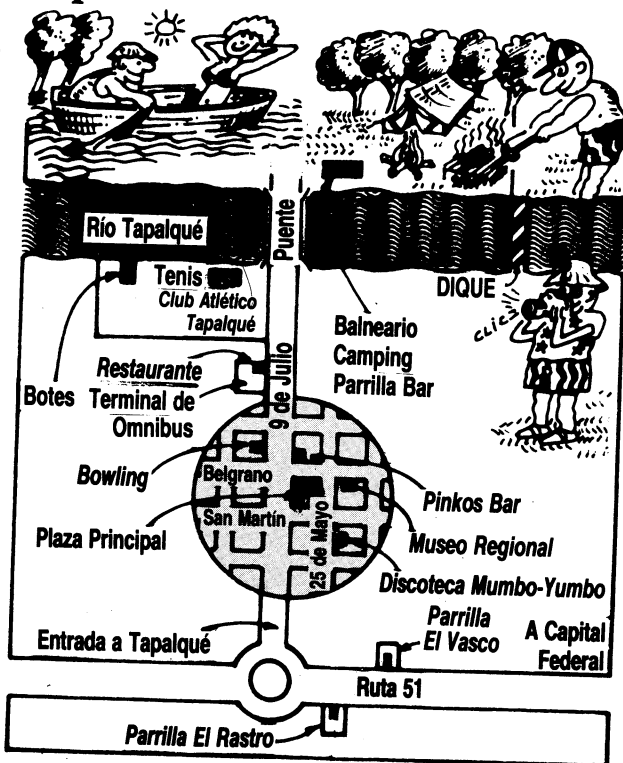 Río Tapalqué
Puente
Tenis
Club Atlético
Tapalqué
DIQUE
CLIC
Balneario
Camping
Parrilla Bar
Restaurante
Botes
Terminal de
Omnibus
9 de Julio
Bowling
Belgrano
Pinkos Bar
San Martín
Plaza Principal
25 de Mayo
Museo Regional
Discoteca Mumbo-Yumbo
Entrada a Tapalqué
Parrilla
El Vasco
A Capital
Federal
Ruta 51
Parrilla El Rastro